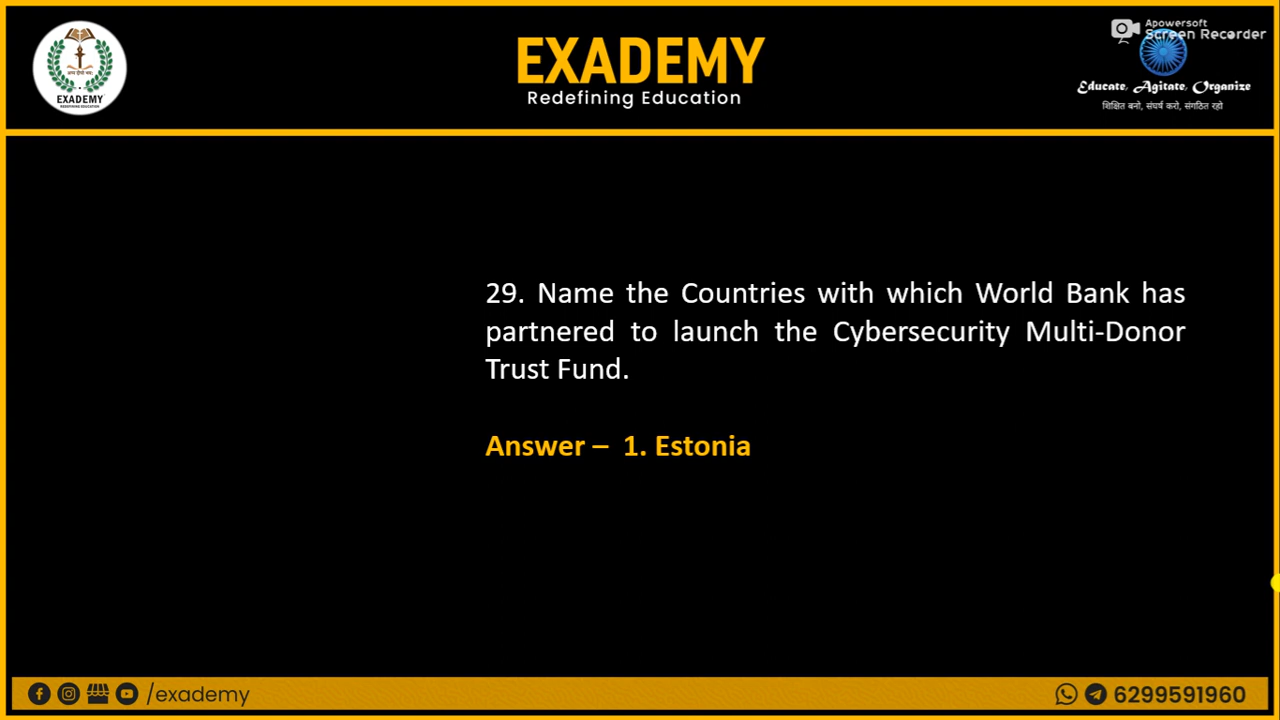 EXADEMY
Redefining Education
EXADEMY
REDEFINING EDUCATION
Apowersoft
Screen Recorder
Educate, Agitate, Organize
शिक्षित बनो, संघर्ष करो, संगठित रहो
29. Name the Countries with which World Bank has
partnered to launch the Cybersecurity Multi-Donor
Trust Fund.
Answer – 1. Estonia
/exademy
6299591960